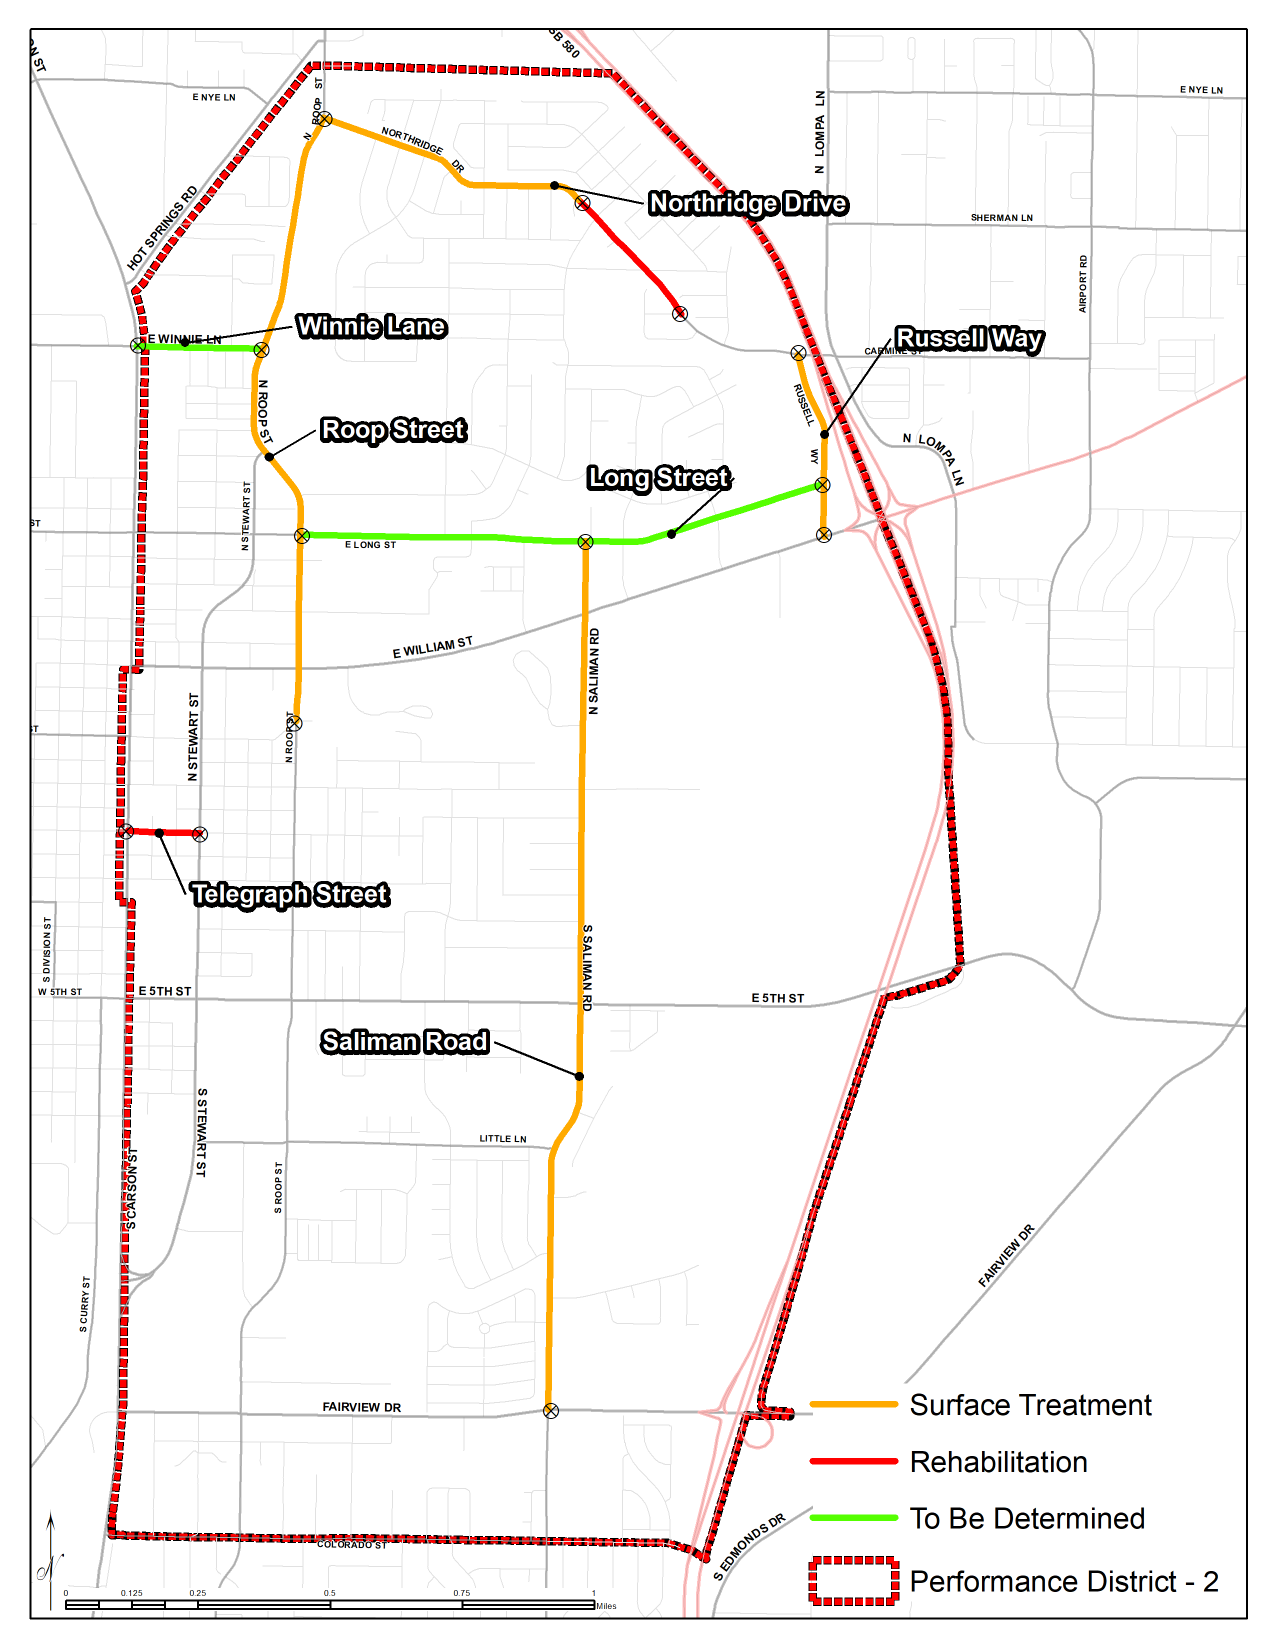 ON ST
SB 580
E NYE LN
E NYE LN
N ROOP ST
N LOMPA LN
NORTHRIDGE DR
Northridge Drive
HOT SPRINGS RD
SHERMAN LN
AIRPORT RD
E WINNIE LN
Winnie Lane
Russell Way
CARMINE ST
N ROOP ST
RUSSELL WY
Roop Street
N LOMPA LN
Long Street
N STEWART ST
ST
E LONG ST
E WILLIAM ST
N SALIMAN RD
N STEWART ST
N ROOP ST
ST
Telegraph Street
S DIVISION ST
S SALIMAN RD
W 5TH ST
E 5TH ST
E 5TH ST
Saliman Road
S STEWART ST
LITTLE LN
S CARSON ST
S ROOP ST
FAIRVIEW DR
S CURRY ST
FAIRVIEW DR
Surface Treatment
Rehabilitation
To Be Determined
Performance District - 2
COLORADO ST
S EDMONDS DR
N
0 0.125 0.25 0.5 0.75 1
Miles